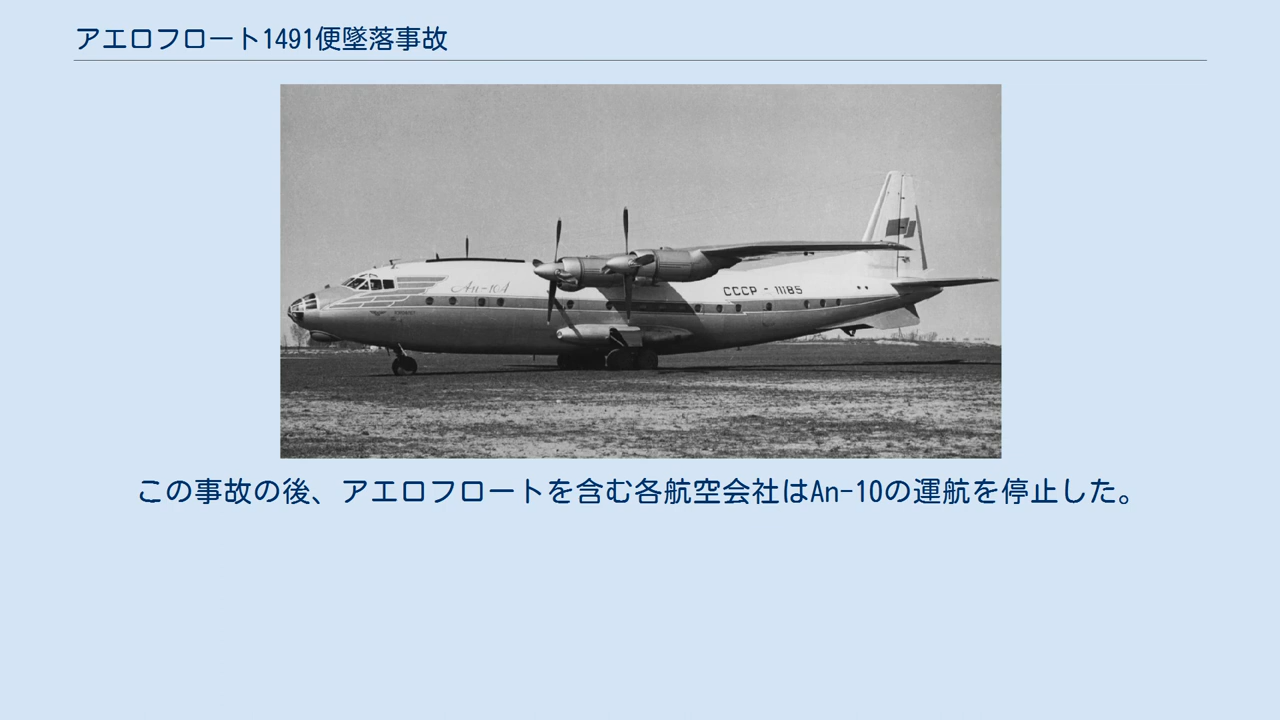 アエロフロート1491便墜落事故
An-10A
СССР - 11185
この事故の後、アエロフロートを含む各航空会社はAn-10の運航を停止した。